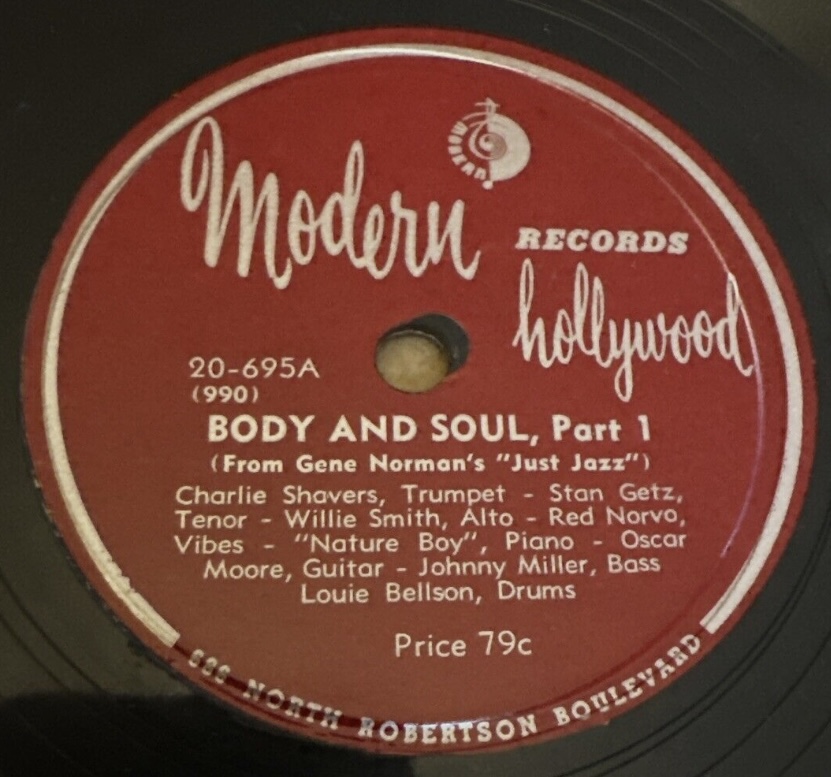 MODERN
Modern
RECORDS
hollywood
20-695A
(990)
BODY AND SOUL, Part 1
(From Gene Norman's "Just Jazz")
Charlie Shavers, Trumpet - Stan Getz,
Tenor - Willie Smith, Alto - Red Norvo,
Vibes - "Nature Boy", Piano - Oscar
Moore, Guitar - Johnny Miller, Bass
Louie Bellson, Drums
Price 79c
NORTH ROBERTSON BOULEVARD